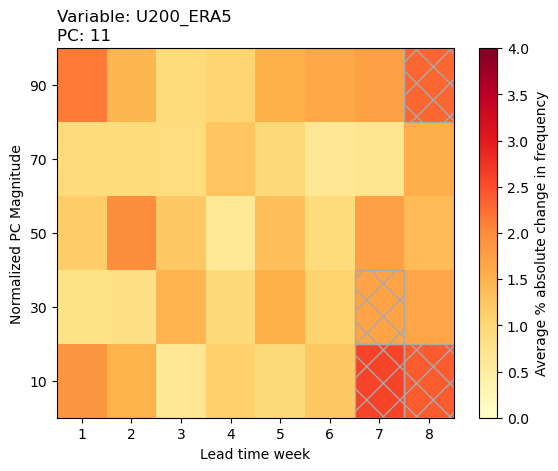 Variable: U200_ERA5
PC: 11
Normalized PC Magnitude
90
70
50
30
10
1 2 3 4 5 6 7 8
Lead time week
4.0
3.5
3.0
2.5
2.0
1.5
1.0
0.5
0.0
Average % absolute change in frequency